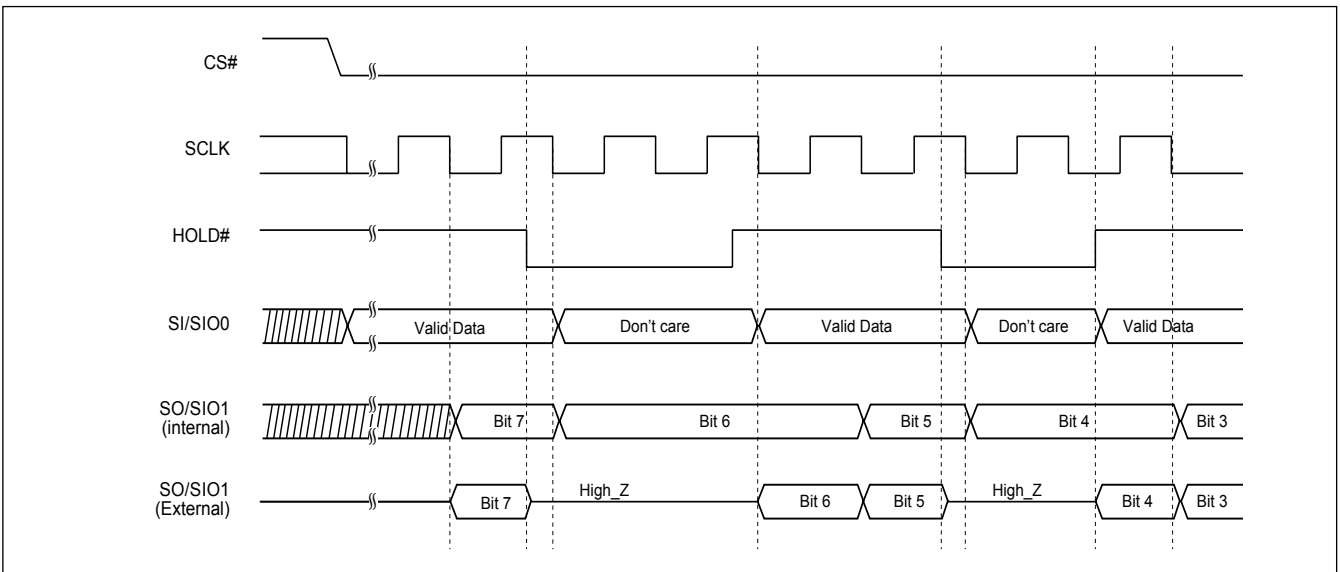 CS#
SCLK
HOLD#
SI/SIO0
Valid Data
Don't care
Valid Data
Don't care
Valid Data
SO/SIO1
(internal)
Bit 7
Bit 6
Bit 5
Bit 4
Bit 3
SO/SIO1
(External)
Bit 7
High_Z
Bit 6
Bit 5
High_Z
Bit 4
Bit 3